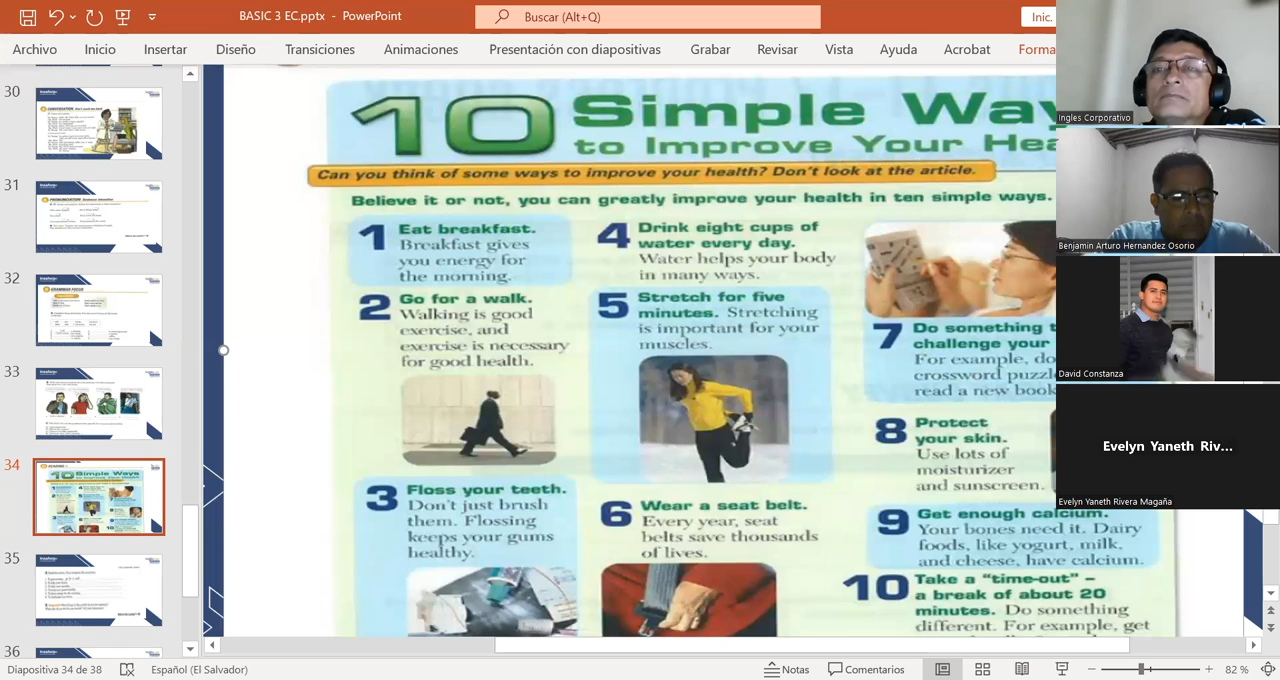 BASIC 3 EC.pptx - PowerPoint
Buscar (Alt+Q)
Inic.
Archivo Inicio Insertar Diseño Transiciones Animaciones Presentación con diapositivas Grabar Revisar Vista Ayuda Acrobat Forma
30
31
32
33
34
35
36
10 Simple Way
to Improve Your Hea
Can you think of some ways to improve your health? Don't look at the article.
Believe it or not, you can greatly improve your health in ten simple ways.
1 Eat breakfast.
Breakfast gives
you energy for
the morning.
2 Go for a walk.
Walking is good
exercise, and
exercise is necessary
for good health.
3 Floss your teeth.
Don't just brush
them. Flossing
keeps your gums
healthy.
4 Drink eight cups of
water every day.
Water helps your body
in many ways.
5 Stretch for five
minutes. Stretching
is important for your
muscles.
6 Wear a seat belt.
Every year, seat
belts save thousands
of lives.
7 Do something t
challenge your
For example, do
crossword puzzl
read a new book
8 Protect
your skin.
Use lots of
moisturizer
and sunscreen.
9 Get enough calcium.
Your bones need it. Dairy
foods, like yogurt, milk,
and cheese, have calcium.
10 Take a “time-out” –
a break of about 20
minutes. Do something
different. For example, get
Ingles Corporativo
Benjamin Arturo Hernandez Osorio
David Constanza
Evelyn Yaneth Riv...
Evelyn Yaneth Rivera Magaña
Diapositiva 34 de 38
Español (El Salvador)
Notas
Comentarios
82 %